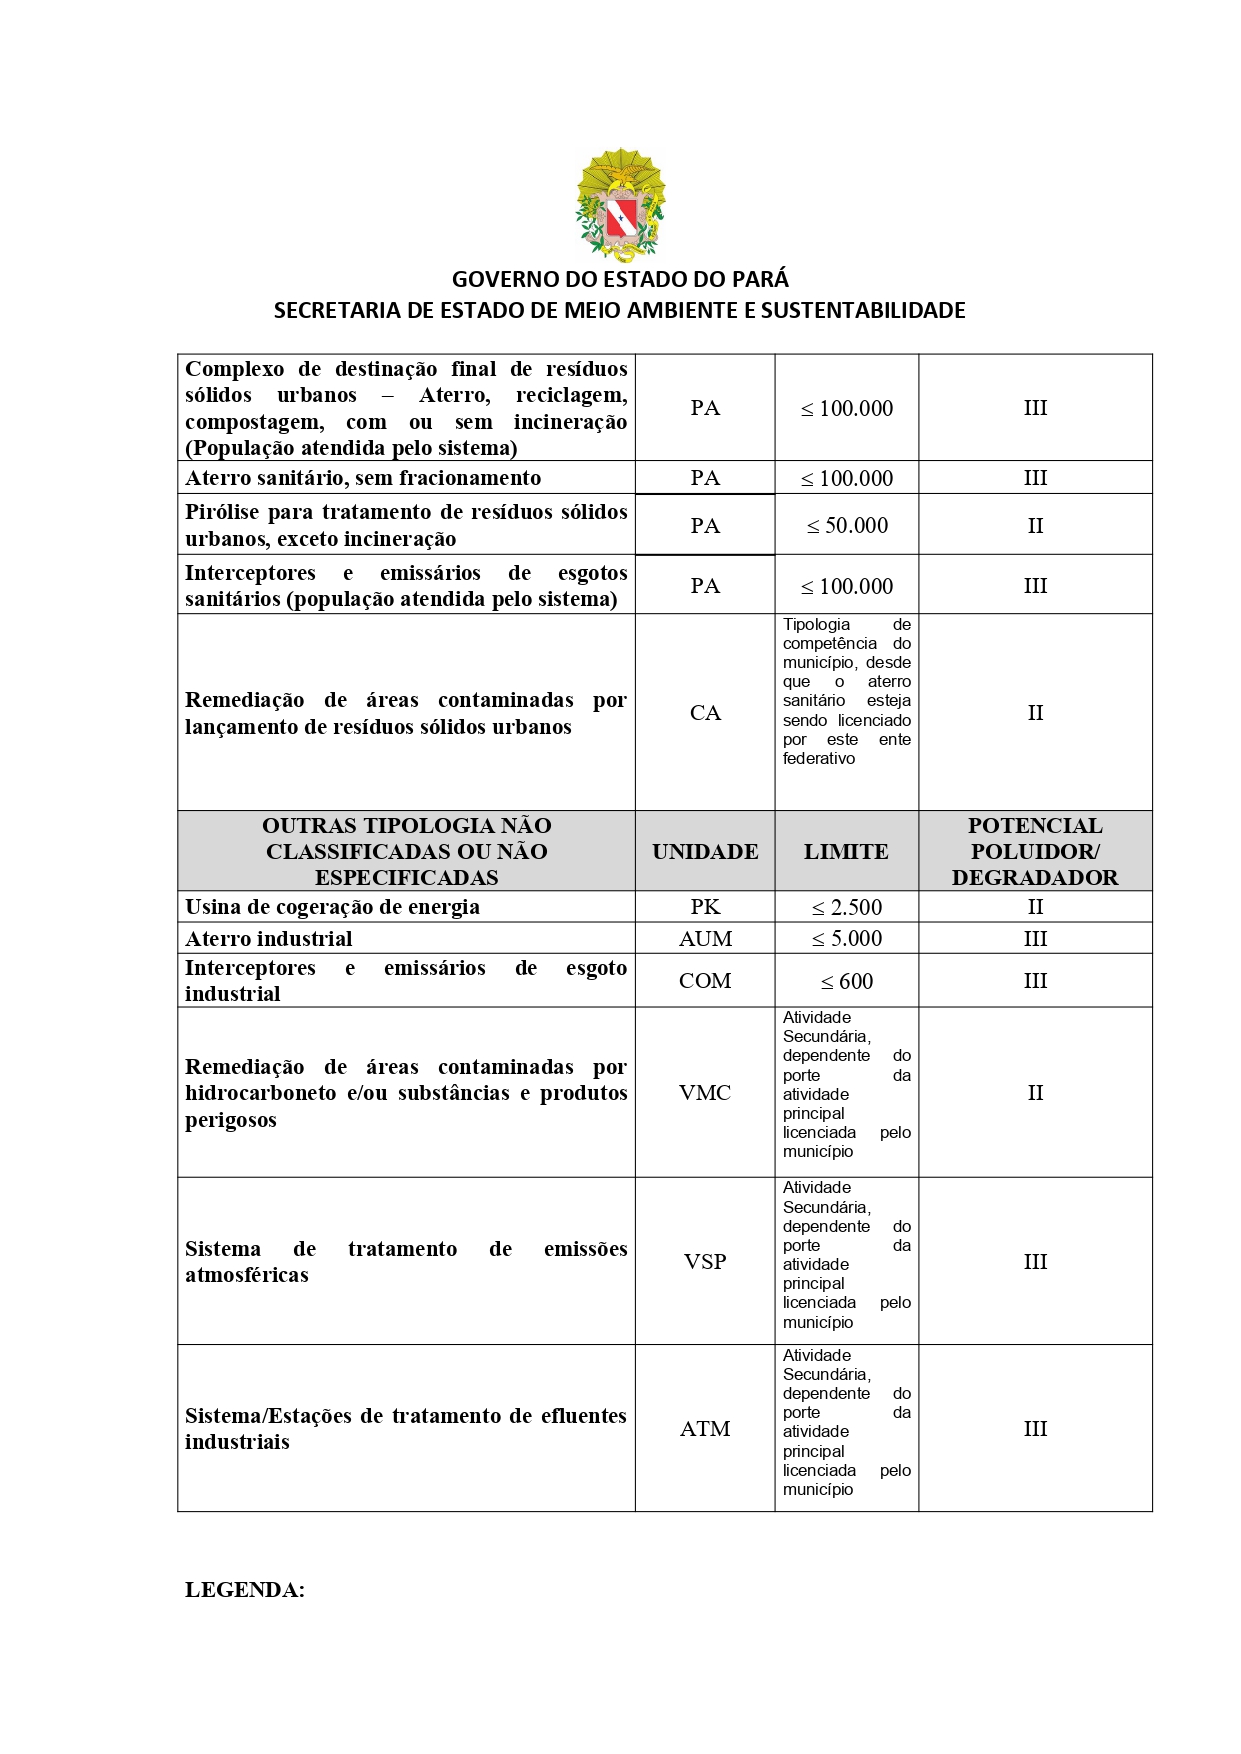 GOVERNO DO ESTADO DO PARÁ
SECRETARIA DE ESTADO DE MEIO AMBIENTE E SUSTENTABILIDADE
Complexo de destinação final de resíduos
sólidos urbanos – Aterro, reciclagem,
compostagem, com ou sem incineração
(População atendida pelo sistema)
PA
≤ 100.000
III
Aterro sanitário, sem fracionamento
PA
≤ 100.000
III
Pirólise para tratamento de resíduos sólidos
urbanos, exceto incineração
PA
≤ 50.000
II
Interceptores e emissários de esgotos
sanitários (população atendida pelo sistema)
PA
≤ 100.000
III
Remediação de áreas contaminadas por
lançamento de resíduos sólidos urbanos
CA
Tipologia de
competência do
município, desde
que o aterro
sanitário esteja
sendo licenciado
por este ente
federativo
II
OUTRAS TIPOLOGIA NÃO
CLASSIFICADAS OU NÃO
ESPECIFICADAS
UNIDADE
LIMITE
POTENCIAL
POLUIDOR/
DEGRADADOR
Usina de cogeração de energia
PK
≤ 2.500
II
Aterro industrial
AUM
≤ 5.000
III
Interceptores e emissários de esgoto
industrial
COM
≤ 600
III
Remediação de áreas contaminadas por
hidrocarboneto e/ou substâncias e produtos
perigosos
VMC
Atividade
Secundária,
dependente do
porte da
atividade
principal
licenciada pelo
município
II
Sistema de tratamento de emissões
atmosféricas
VSP
Atividade
Secundária,
dependente do
porte da
atividade
principal
licenciada pelo
município
III
Sistema/Estações de tratamento de efluentes
industriais
ATM
Atividade
Secundária,
dependente do
porte da
atividade
principal
licenciada pelo
município
III
LEGENDA: